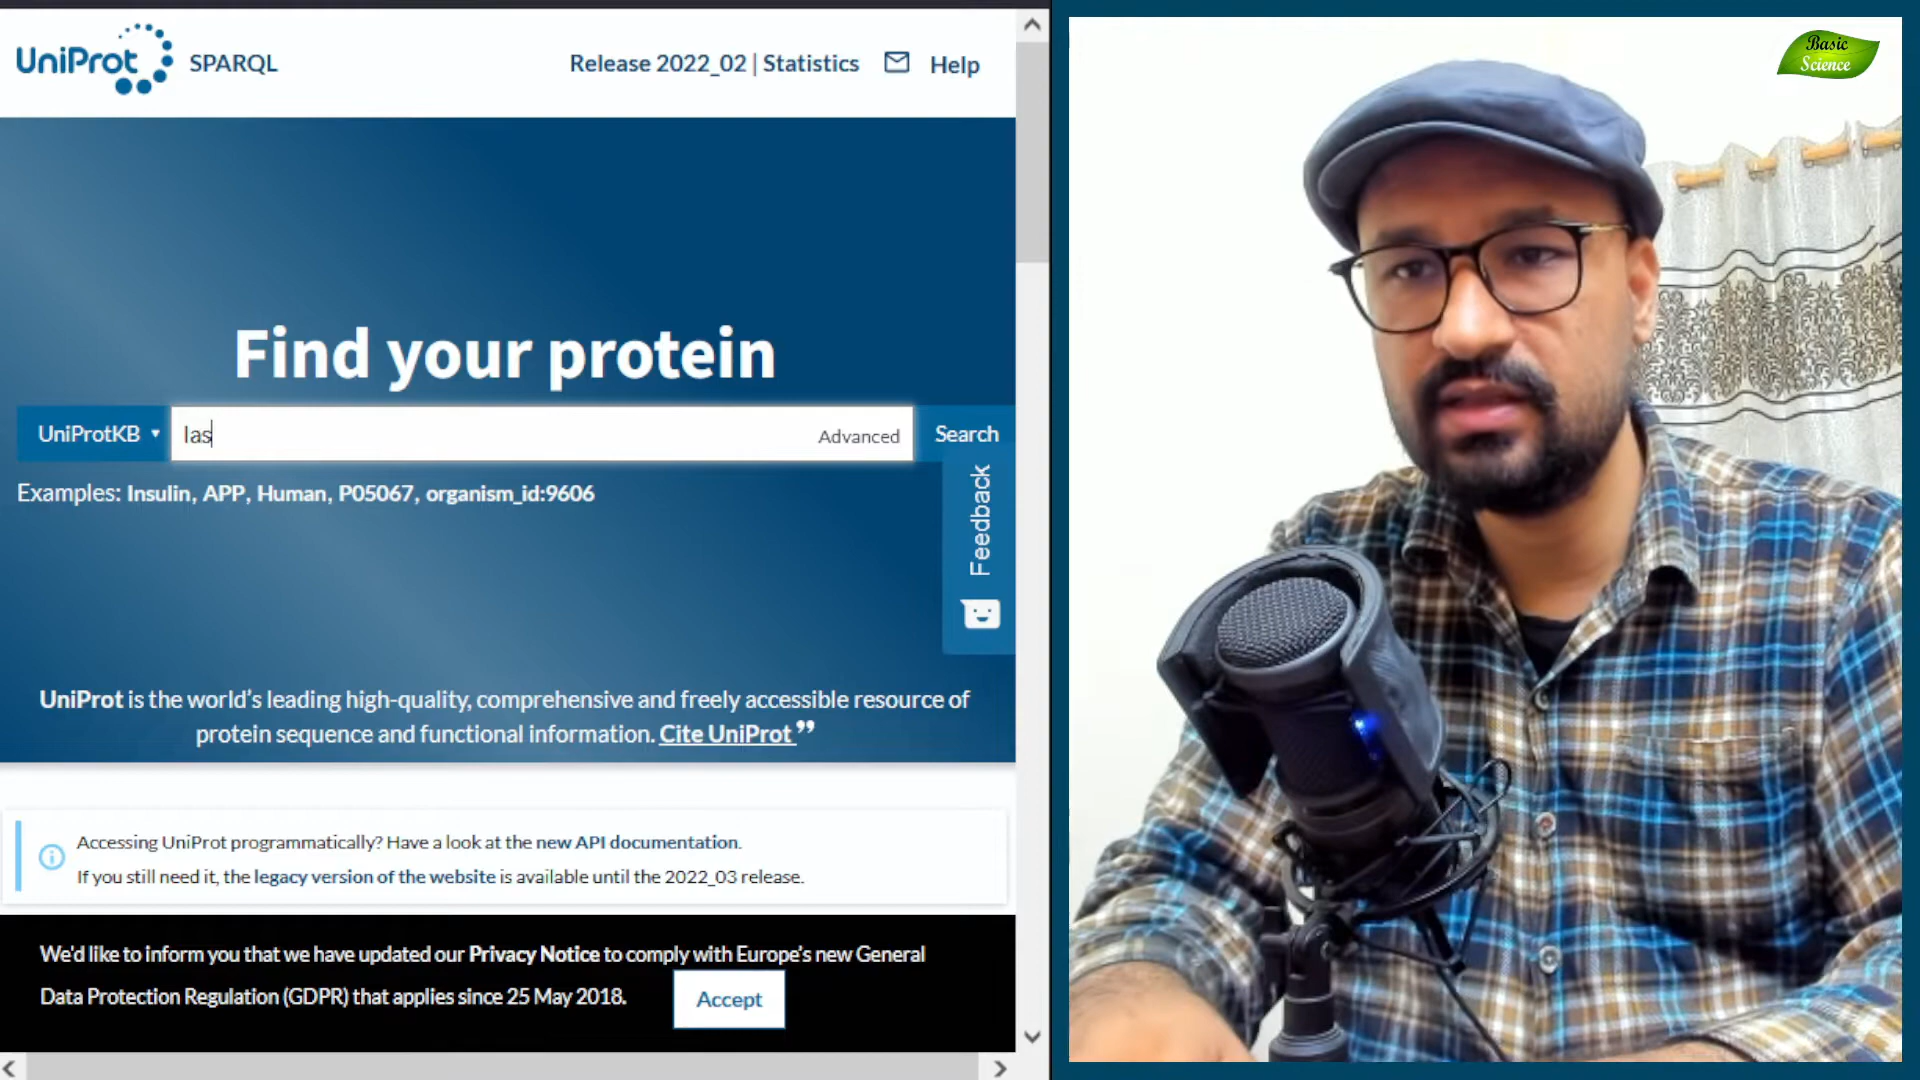 UniProt SPARQL Release 2022_02 | Statistics Help
Find your protein
UniProtKB las Advanced Search
Examples: Insulin, APP, Human, P05067, organism_id:9606
Feedback
UniProt is the world's leading high-quality, comprehensive and freely accessible resource of
protein sequence and functional information. Cite UniProt ”
Accessing UniProt programmatically? Have a look at the new API documentation.
If you still need it, the legacy version of the website is available until the 2022_03 release.
We'd like to inform you that we have updated our Privacy Notice to comply with Europe's new General
Data Protection Regulation (GDPR) that applies since 25 May 2018. Accept
Basic
Science